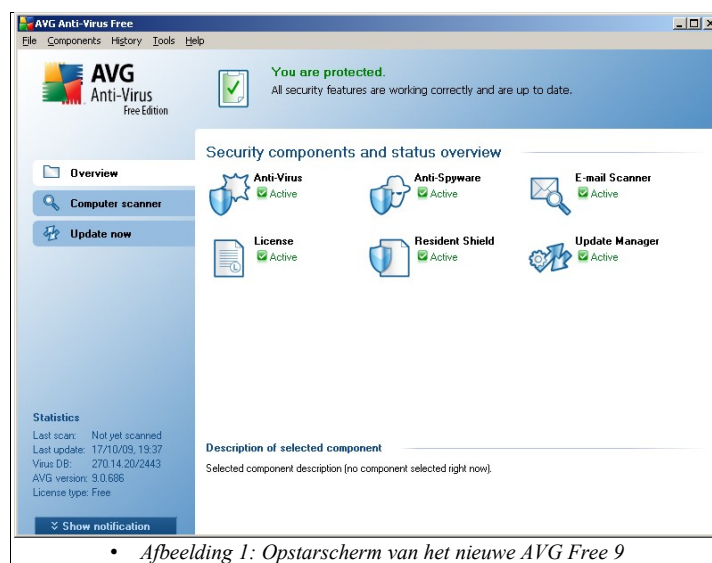 AVG Anti-Virus Free
File Components History Tools Help
AVG
Anti-Virus
Free Edition
You are protected.
All security features are working correctly and are up to date.
Security components and status overview
Overview
Computer scanner
Update now
Anti-Virus
Active
Anti-Spyware
Active
E-mail Scanner
Active
License
Active
Resident Shield
Active
Update Manager
Active
Statistics
Last scan: Not yet scanned
Last update: 17/10/09, 19:37
Virus DB: 270.14.20/2443
AVG version: 9.0.686
License type: Free
Description of selected component
Selected component description (no component selected right now).
Show notification
• Afbeelding 1: Opstarscherm van het nieuwe AVG Free 9